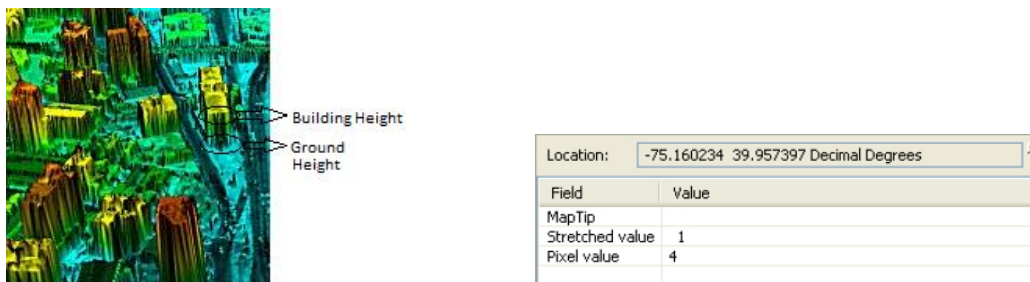 Building Height
Ground
Height
Location: -75.160234 39.957397 Decimal Degrees
Field Value
MapTip
Stretched value 1
Pixel value 4